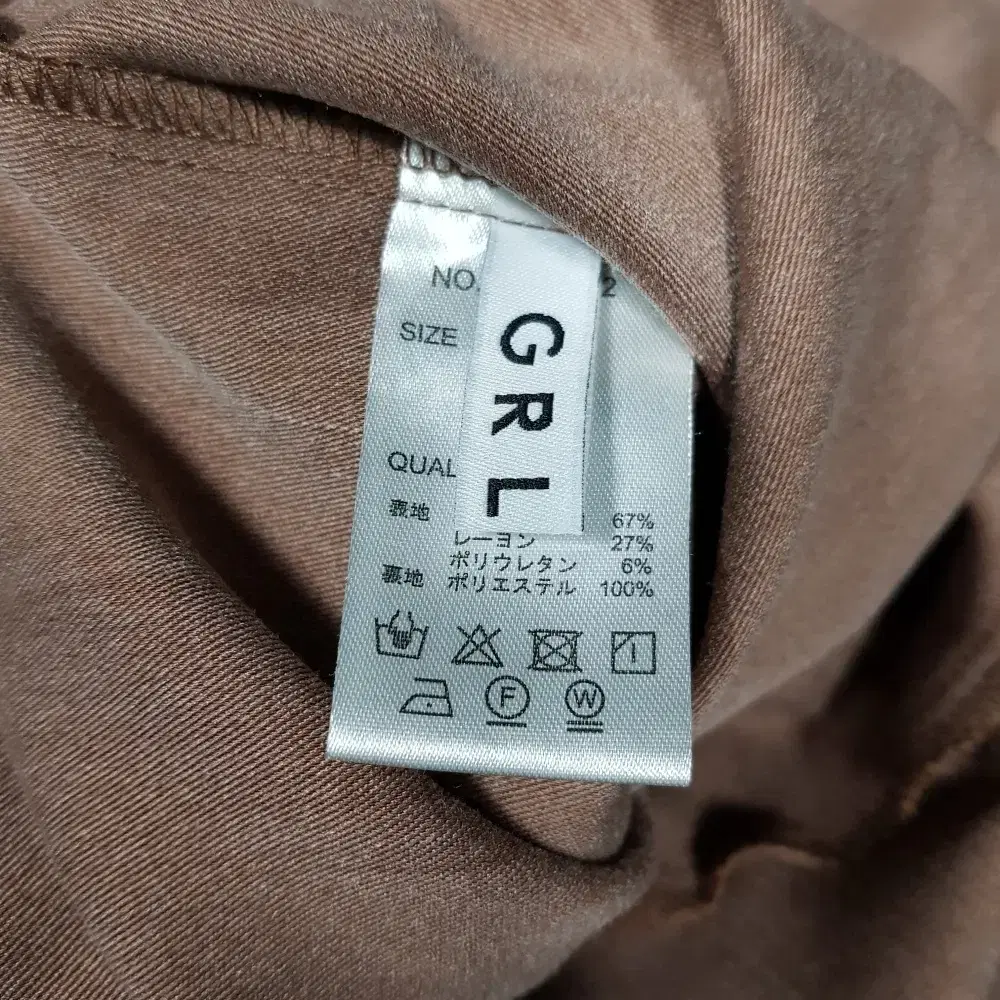 NO. 2
SIZE
GRL
QUAL
表地 67%
レーヨン 27%
ポリウレタン 6%
裏地 ポリエステル 100%
F W